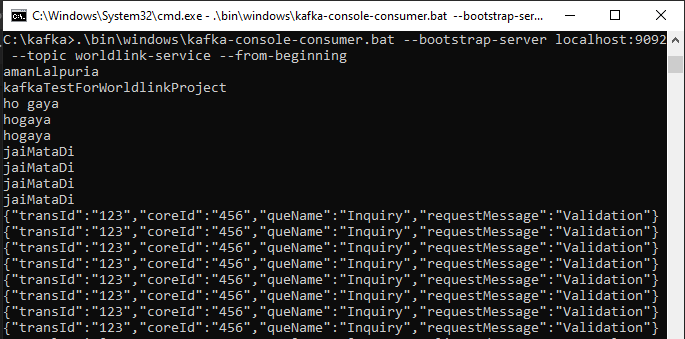 C:\Windows\System32\cmd.exe - .\bin\windows\kafka-console-consumer.bat --bootstrap-ser...
C:\kafka>.\bin\windows\kafka-console-consumer.bat --bootstrap-server localhost:9092
--topic worldlink-service --from-beginning
amanLalpuria
kafkaTestForWorldlinkProject
ho gaya
hogaya
hogaya
jaiMataDi
jaiMataDi
jaiMataDi
jaiMataDi
{"transId":"123","coreId":"456","queName":"Inquiry","requestMessage":"Validation"}
{"transId":"123","coreId":"456","queName":"Inquiry","requestMessage":"Validation"}
{"transId":"123","coreId":"456","queName":"Inquiry","requestMessage":"Validation"}
{"transId":"123","coreId":"456","queName":"Inquiry","requestMessage":"Validation"}
{"transId":"123","coreId":"456","queName":"Inquiry","requestMessage":"Validation"}
{"transId":"123","coreId":"456","queName":"Inquiry","requestMessage":"Validation"}
{"transId":"123","coreId":"456","queName":"Inquiry","requestMessage":"Validation"}
{"transId":"123","coreId":"456","queName":"Inquiry","requestMessage":"Validation"}